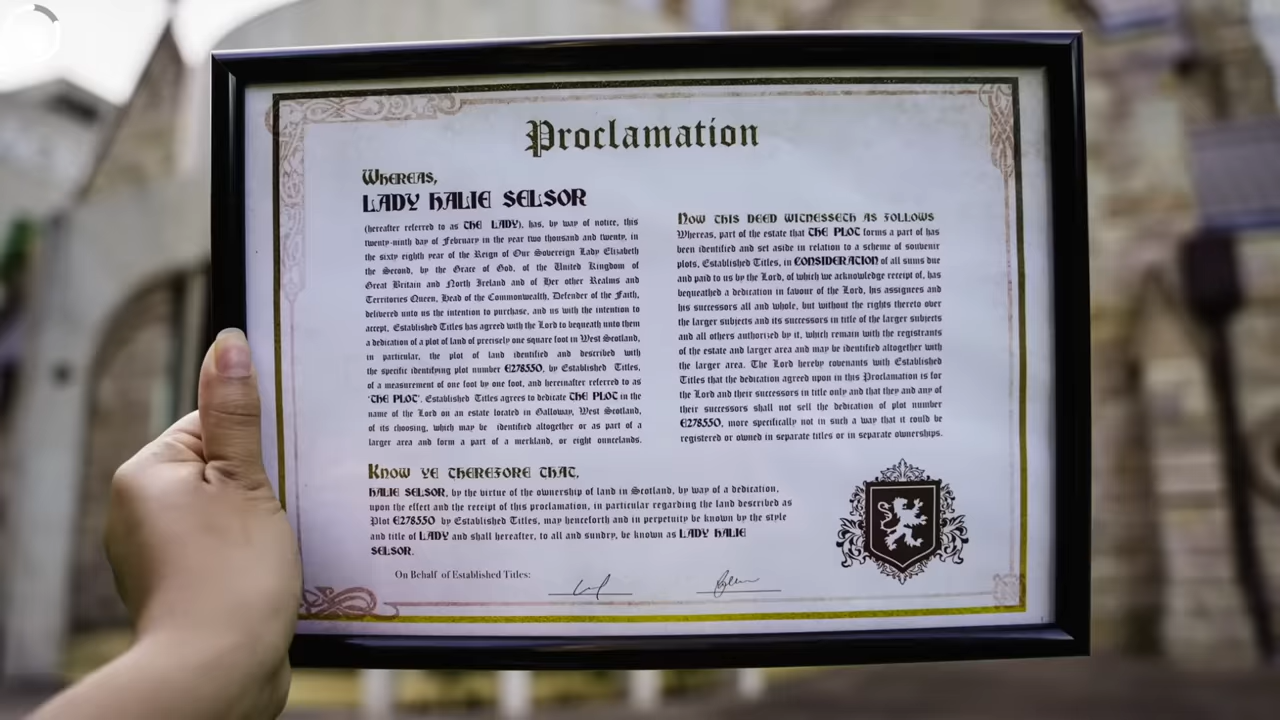 Proclamation
Whereas,
LADY HALIE SELSOR
(hereafter referred to as THE LADY), has, by way of notice, this
twenty-ninth day of February in the year two thousand and twenty, in
the sixty eighth year of the Reign of Our Sovereign Lady Elizabeth
the Second, by the Grace of God, of the United Kingdom of
Great Britain and North Ireland and of Her other Realms and
Territories Queen, Head of the Commonwealth, Defender of the Faith,
delivered unto us the intention to purchase, and us with the intention to
accept, Established Titles has agreed with the Lord to bequeath unto them
a dedication of a plot of land of precisely one square foot in West Scotland,
in particular, the plot of land identified and described with
the specific identifying plot number E278550, by Established Titles,
of a measurement of one foot by one foot, and hereinafter referred to as
'THE PLOT'. Established Titles agrees to dedicate THE PLOT in the
name of the Lord on an estate located in Galloway, West Scotland,
of its choosing, which may be identified altogether or as part of a
larger area and form a part of a merkland, or eight ouncelands.
Now this deed witnesseth as follows
Whereas, part of the estate that THE PLOT forms a part of has
been identified and set aside in relation to a scheme of souvenir
plots, Established Titles, in CONSIDERATION of all sums due
and paid to us by the Lord, of which we acknowledge receipt of, has
bequeathed a dedication in favour of the Lord, his assignees and
his successors all and whole, but without the rights thereto over
the larger subjects and its successors in title of the larger subjects
and all others authorized by it, which remain with the registrants
of the estate and larger area and may be identified altogether with
the larger area. The Lord hereby covenants with Established
Titles that the dedication agreed upon in this Proclamation is for
the Lord and their successors in title only and that they and any of
their successors shall not sell the dedication of plot number
E278550, more specifically not in such a way that it could be
registered or owned in separate titles or in separate ownerships.
Know ye therefore that,
HALIE SELSOR, by the virtue of the ownership of land in Scotland, by way of a dedication,
upon the effect and the receipt of this proclamation, in particular regarding the land described as
Plot E278550 by Established Titles, may henceforth and in perpetuity be known by the style
and title of LADY and shall hereafter, to all and sundry, be known as LADY HALIE
SELSOR.
On Behalf of Established Titles: